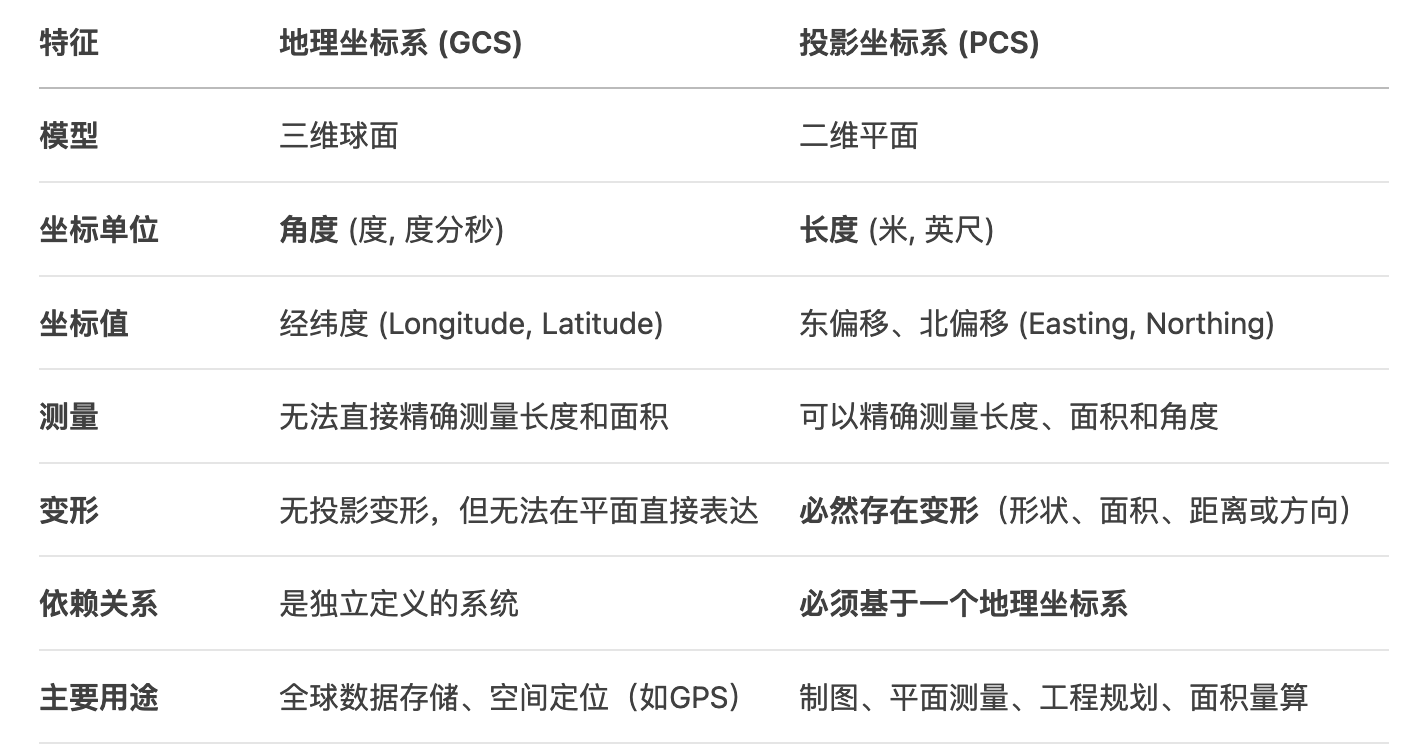 特征 地理坐标系 (GCS) 投影坐标系 (PCS)
模型 三维球面 二维平面
坐标单位 角度 (度, 度分秒) 长度 (米, 英尺)
坐标值 经纬度 (Longitude, Latitude) 东偏移、北偏移 (Easting, Northing)
测量 无法直接精确测量长度和面积 可以精确测量长度、面积和角度
变形 无投影变形，但无法在平面直接表达 必然存在变形（形状、面积、距离或方向）
依赖关系 是独立定义的系统 必须基于一个地理坐标系
主要用途 全球数据存储、空间定位（如GPS） 制图、平面测量、工程规划、面积量算